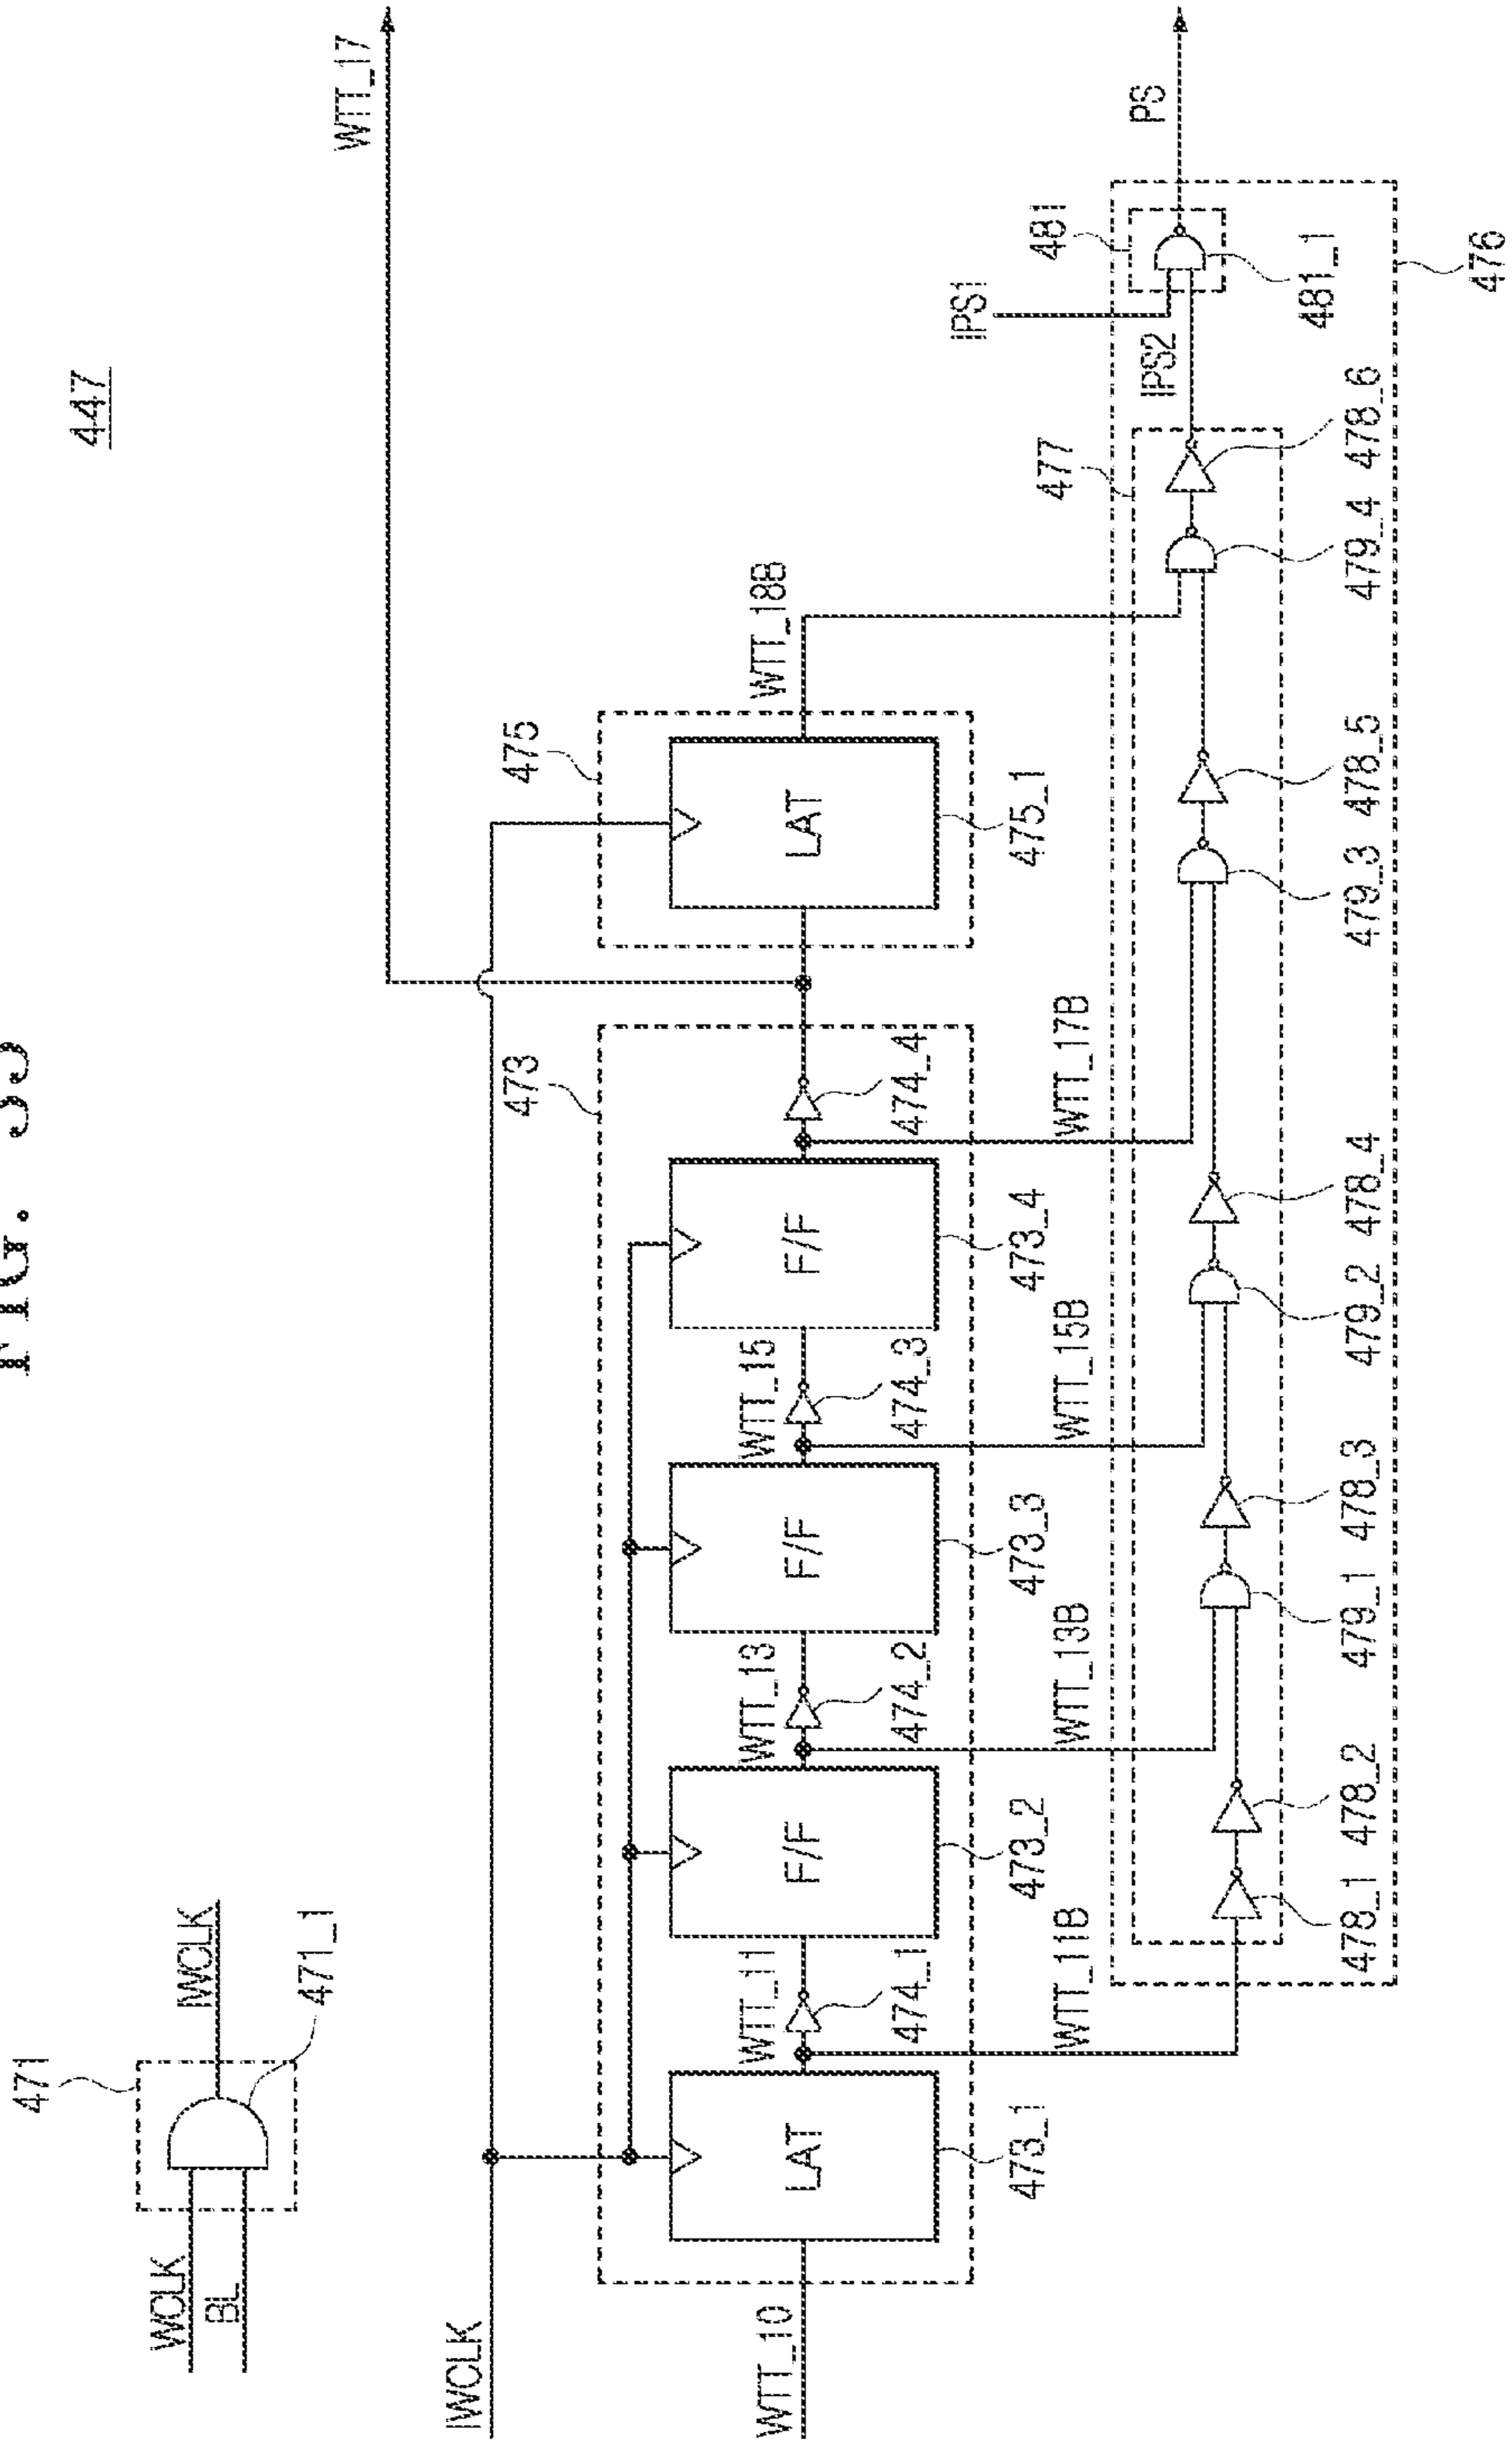 FIG.
447
471
WCLK
BL
IWCLK
471_1
IWCLK
WTT_17
473
475
WTT_10
LAT
WTT_11
F/F
WTT_13
F/F
WTT_15
F/F
LAT
WTT_18B
473_1
474_1
473_2
474_2
473_3
474_3
473_4
474_4
475_1
WTT_11B
WTT_13B
WTT_15B
WTT_17B
477
IPS1
481
IPS2
PS
478_1
478_2
479_1
478_3
479_2
478_4
479_3
478_5
479_4
478_6
481_1
476